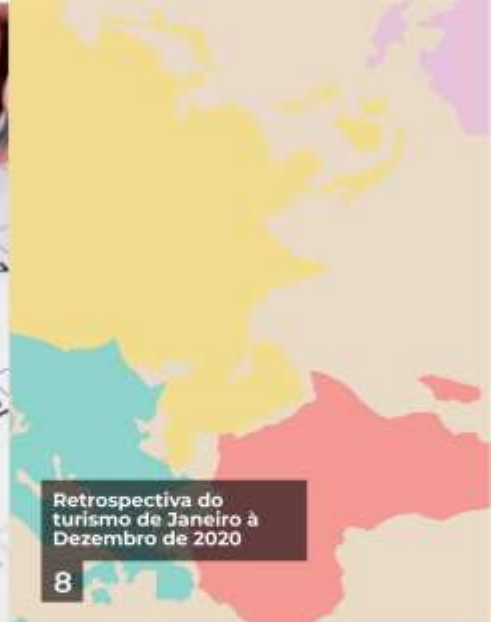 Retrospectiva do
turismo de Janeiro à
Dezembro de 2020
8